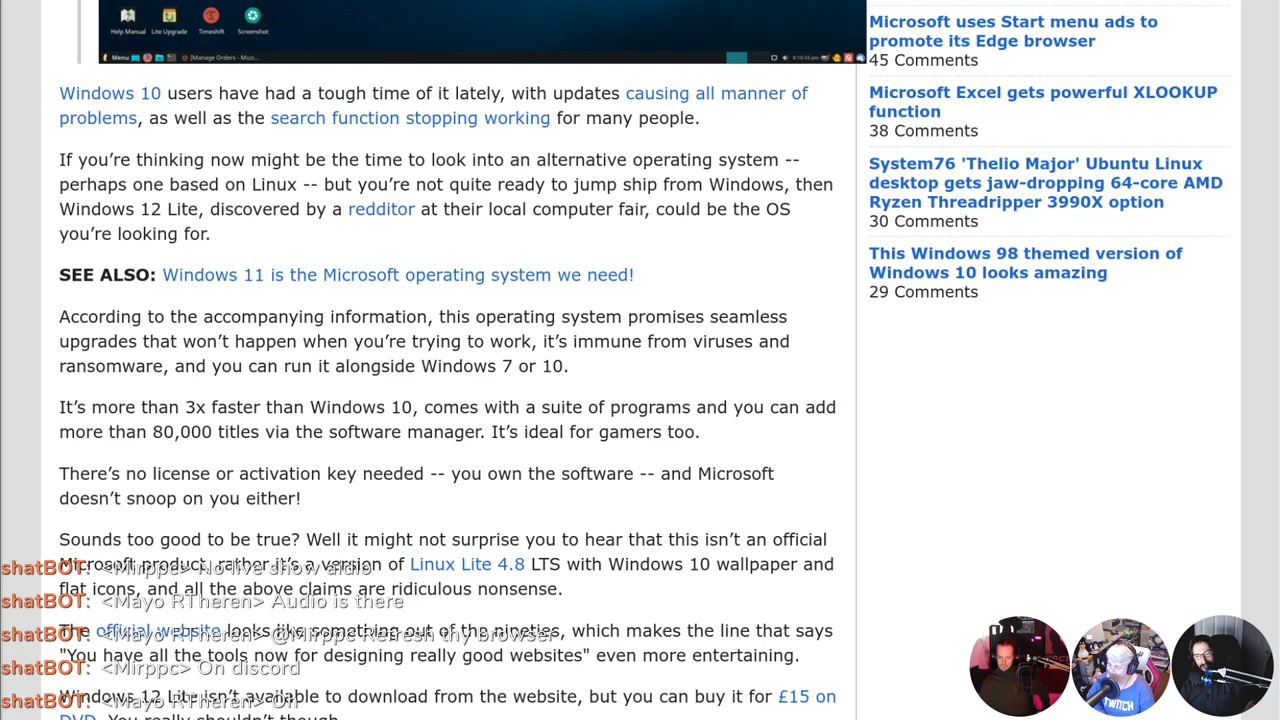 Help Manual Lite Upgrade Timeshift Screenshot
Menu [Manage Orders - Mozi...
Windows 10 users have had a tough time of it lately, with updates causing all manner of
problems, as well as the search function stopping working for many people.
If you’re thinking now might be the time to look into an alternative operating system --
perhaps one based on Linux -- but you’re not quite ready to jump ship from Windows, then
Windows 12 Lite, discovered by a redditor at their local computer fair, could be the OS
you’re looking for.
SEE ALSO: Windows 11 is the Microsoft operating system we need!
According to the accompanying information, this operating system promises seamless
upgrades that won’t happen when you’re trying to work, it’s immune from viruses and
ransomware, and you can run it alongside Windows 7 or 10.
It’s more than 3x faster than Windows 10, comes with a suite of programs and you can add
more than 80,000 titles via the software manager. It’s ideal for gamers too.
There’s no license or activation key needed -- you own the software -- and Microsoft
doesn’t snoop on you either!
Sounds too good to be true? Well it might not surprise you to hear that this isn’t an official
Microsoft product, rather it’s a version of Linux Lite 4.8 LTS with Windows 10 wallpaper and
flat icons, and all the above claims are ridiculous nonsense.
The official website looks like something out of the nineties, which makes the line that says
"You have all the tools now for designing really good websites" even more entertaining.
Windows 12 Lite isn’t available to download from the website, but you can buy it for £15 on
DVD. You really shouldn’t though.
Microsoft uses Start menu ads to
promote its Edge browser
45 Comments
Microsoft Excel gets powerful XLOOKUP
function
38 Comments
System76 'Thelio Major' Ubuntu Linux
desktop gets jaw-dropping 64-core AMD
Ryzen Threadripper 3990X option
30 Comments
This Windows 98 themed version of
Windows 10 looks amazing
29 Comments
shatBOT: <Mirppc> No live show audio
shatBOT: <Mayo RTheren> Audio is there
shatBOT: <Mayo RTheren> @Mirppc Refresh thy browser
shatBOT: <Mirppc> On discord
shatBOT: <Mayo RTheren> Oh
TWITCH